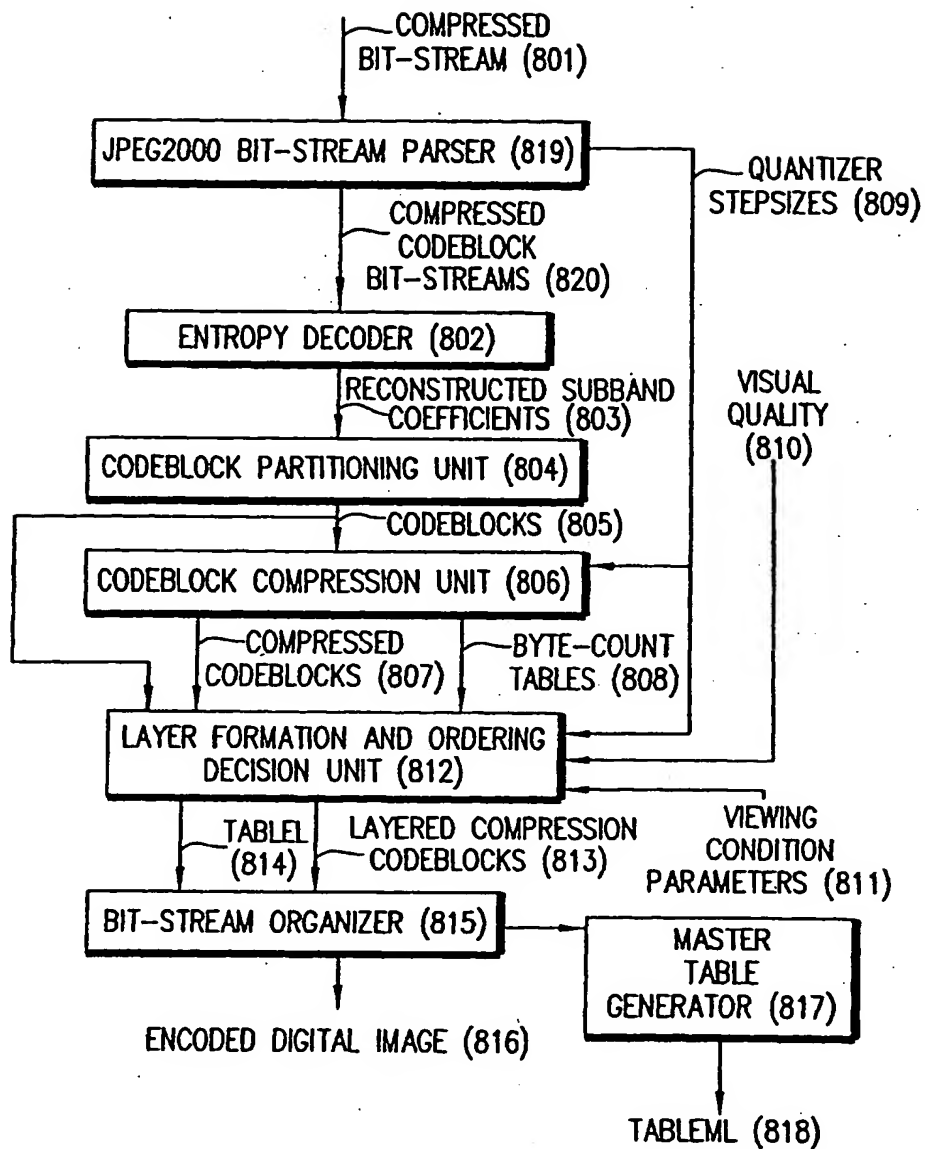 COMPRESSED
BIT-STREAM (801)
JPEG2000 BIT-STREAM PARSER (819)
QUANTIZER
STEPSIZES (809)
COMPRESSED
CODEBLOCK
BIT-STREAMS (820)
ENTROPY DECODER (802)
VISUAL
QUALITY
(810)
RECONSTRUCTED SUBBAND
COEFFICIENTS (803)
CODEBLOCK PARTITIONING UNIT (804)
CODEBLOCKS (805)
CODEBLOCK COMPRESSION UNIT (806)
COMPRESSED
CODEBLOCKS (807)
BYTE-COUNT
TABLES (808)
LAYER FORMATION AND ORDERING
DECISION UNIT (812)
VIEWING
CONDITION
PARAMETERS (811)
TABLEL
(814)
LAYERED COMPRESSION
CODEBLOCKS (813)
BIT-STREAM ORGANIZER (815)
MASTER
TABLE
GENERATOR (817)
ENCODED DIGITAL IMAGE (816)
TABLEML (818)